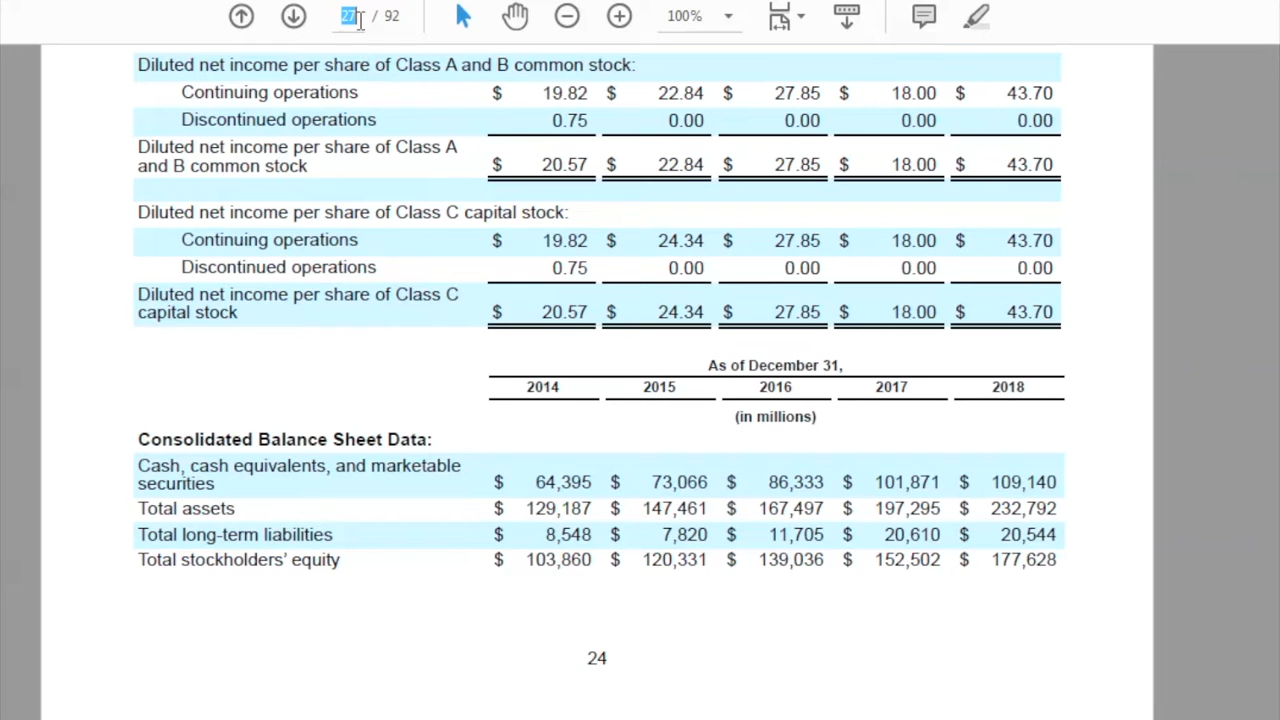 27 / 92 100%
Diluted net income per share of Class A and B common stock:
Continuing operations $ 19.82 $ 22.84 $ 27.85 $ 18.00 $ 43.70
Discontinued operations 0.75 0.00 0.00 0.00 0.00
Diluted net income per share of Class A
and B common stock $ 20.57 $ 22.84 $ 27.85 $ 18.00 $ 43.70
Diluted net income per share of Class C capital stock:
Continuing operations $ 19.82 $ 24.34 $ 27.85 $ 18.00 $ 43.70
Discontinued operations 0.75 0.00 0.00 0.00 0.00
Diluted net income per share of Class C
capital stock $ 20.57 $ 24.34 $ 27.85 $ 18.00 $ 43.70
As of December 31,
2014 2015 2016 2017 2018
(in millions)
Consolidated Balance Sheet Data:
Cash, cash equivalents, and marketable
securities $ 64,395 $ 73,066 $ 86,333 $ 101,871 $ 109,140
Total assets $ 129,187 $ 147,461 $ 167,497 $ 197,295 $ 232,792
Total long-term liabilities $ 8,548 $ 7,820 $ 11,705 $ 20,610 $ 20,544
Total stockholders' equity $ 103,860 $ 120,331 $ 139,036 $ 152,502 $ 177,628
24